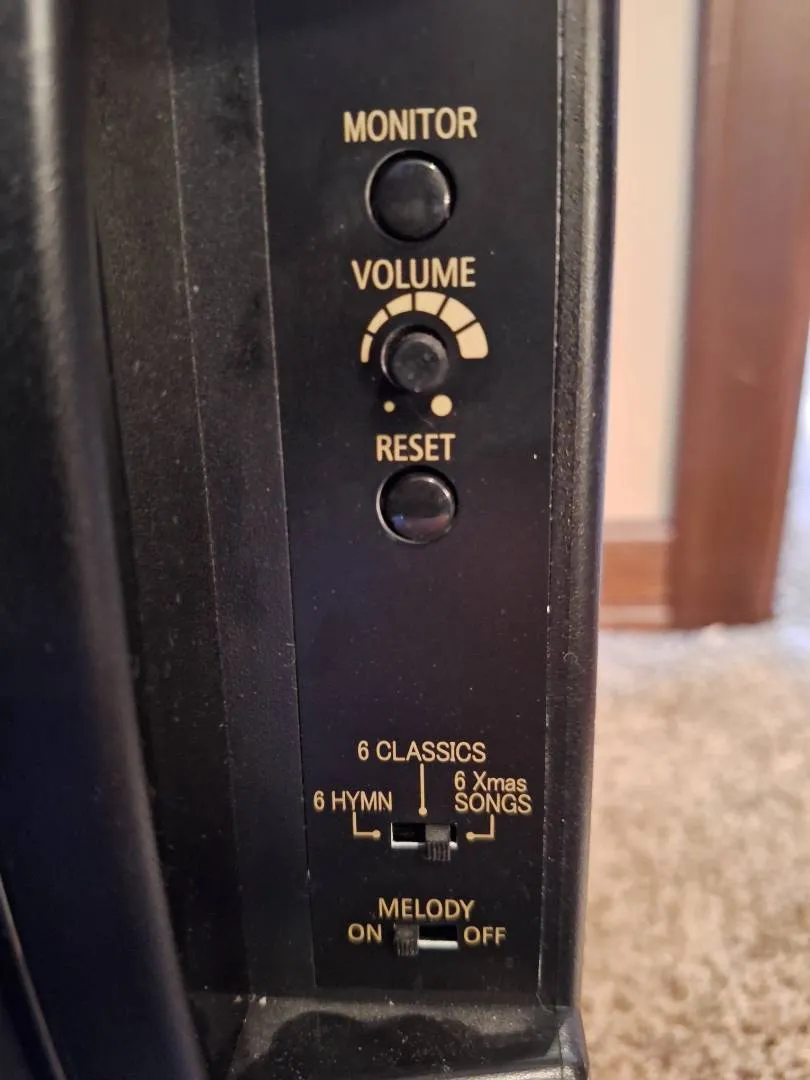 MONITOR
VOLUME
RESET
6 CLASSICS
6 HYMN
6 Xmas
SONGS
MELODY
ON OFF